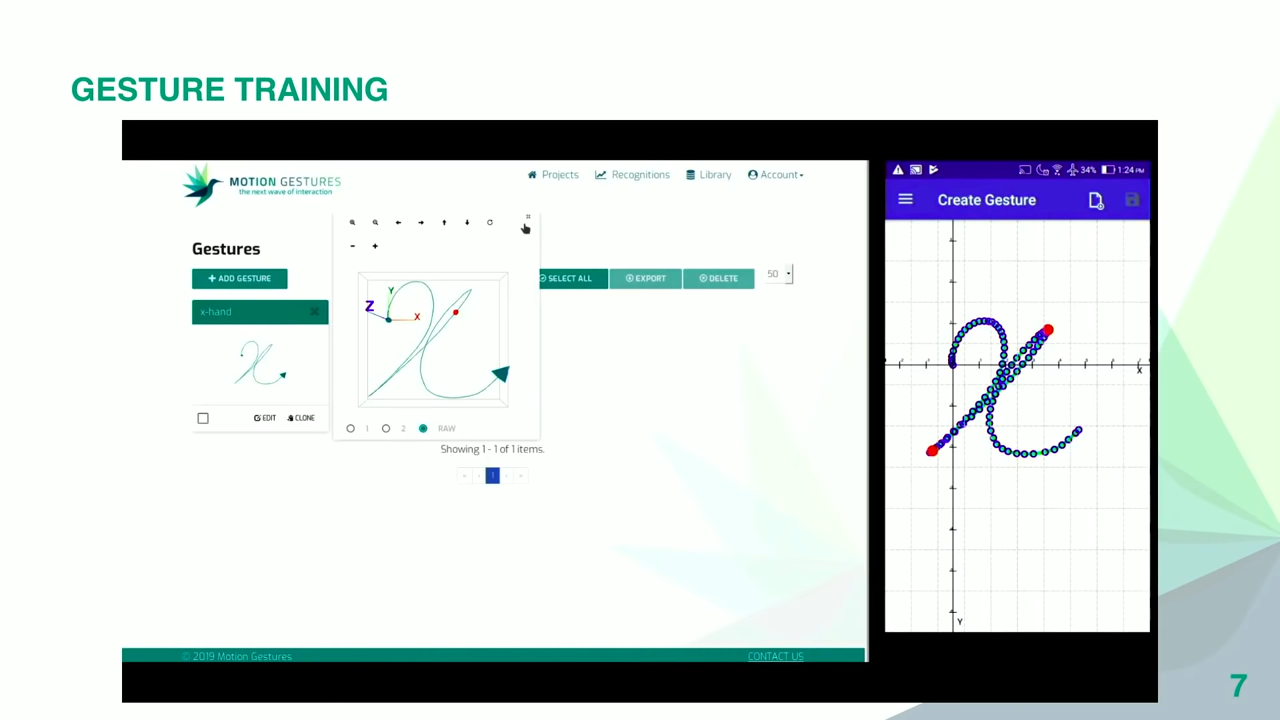 GESTURE TRAINING
MOTION GESTURES
the next wave of interaction
Projects
Recognitions
Library
Account
1:24 PM
34%
Create Gesture
Gestures
+ ADD GESTURE
SELECT ALL
EXPORT
DELETE
50
x-hand
Y
Z
X
EDIT
CLONE
1
2
RAW
Showing 1 - 1 of 1 items.
« ‹ 1 › »
X
Y
© 2019 Motion Gestures
CONTACT US
7